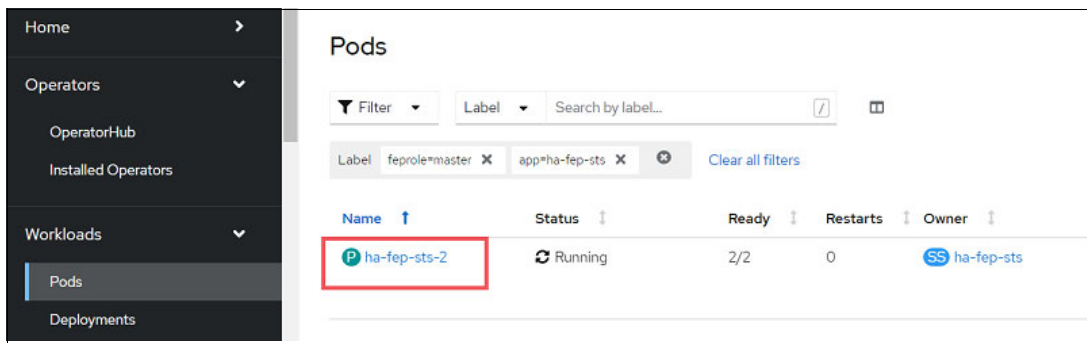 Home
Operators
OperatorHub
Installed Operators
Workloads
Pods
Deployments
Pods
Filter Label Search by label... /
Label feprole=master app=ha-fep-sts Clear all filters
Name Status Ready Restarts Owner
P ha-fep-sts-2 Running 2/2 0 SS ha-fep-sts